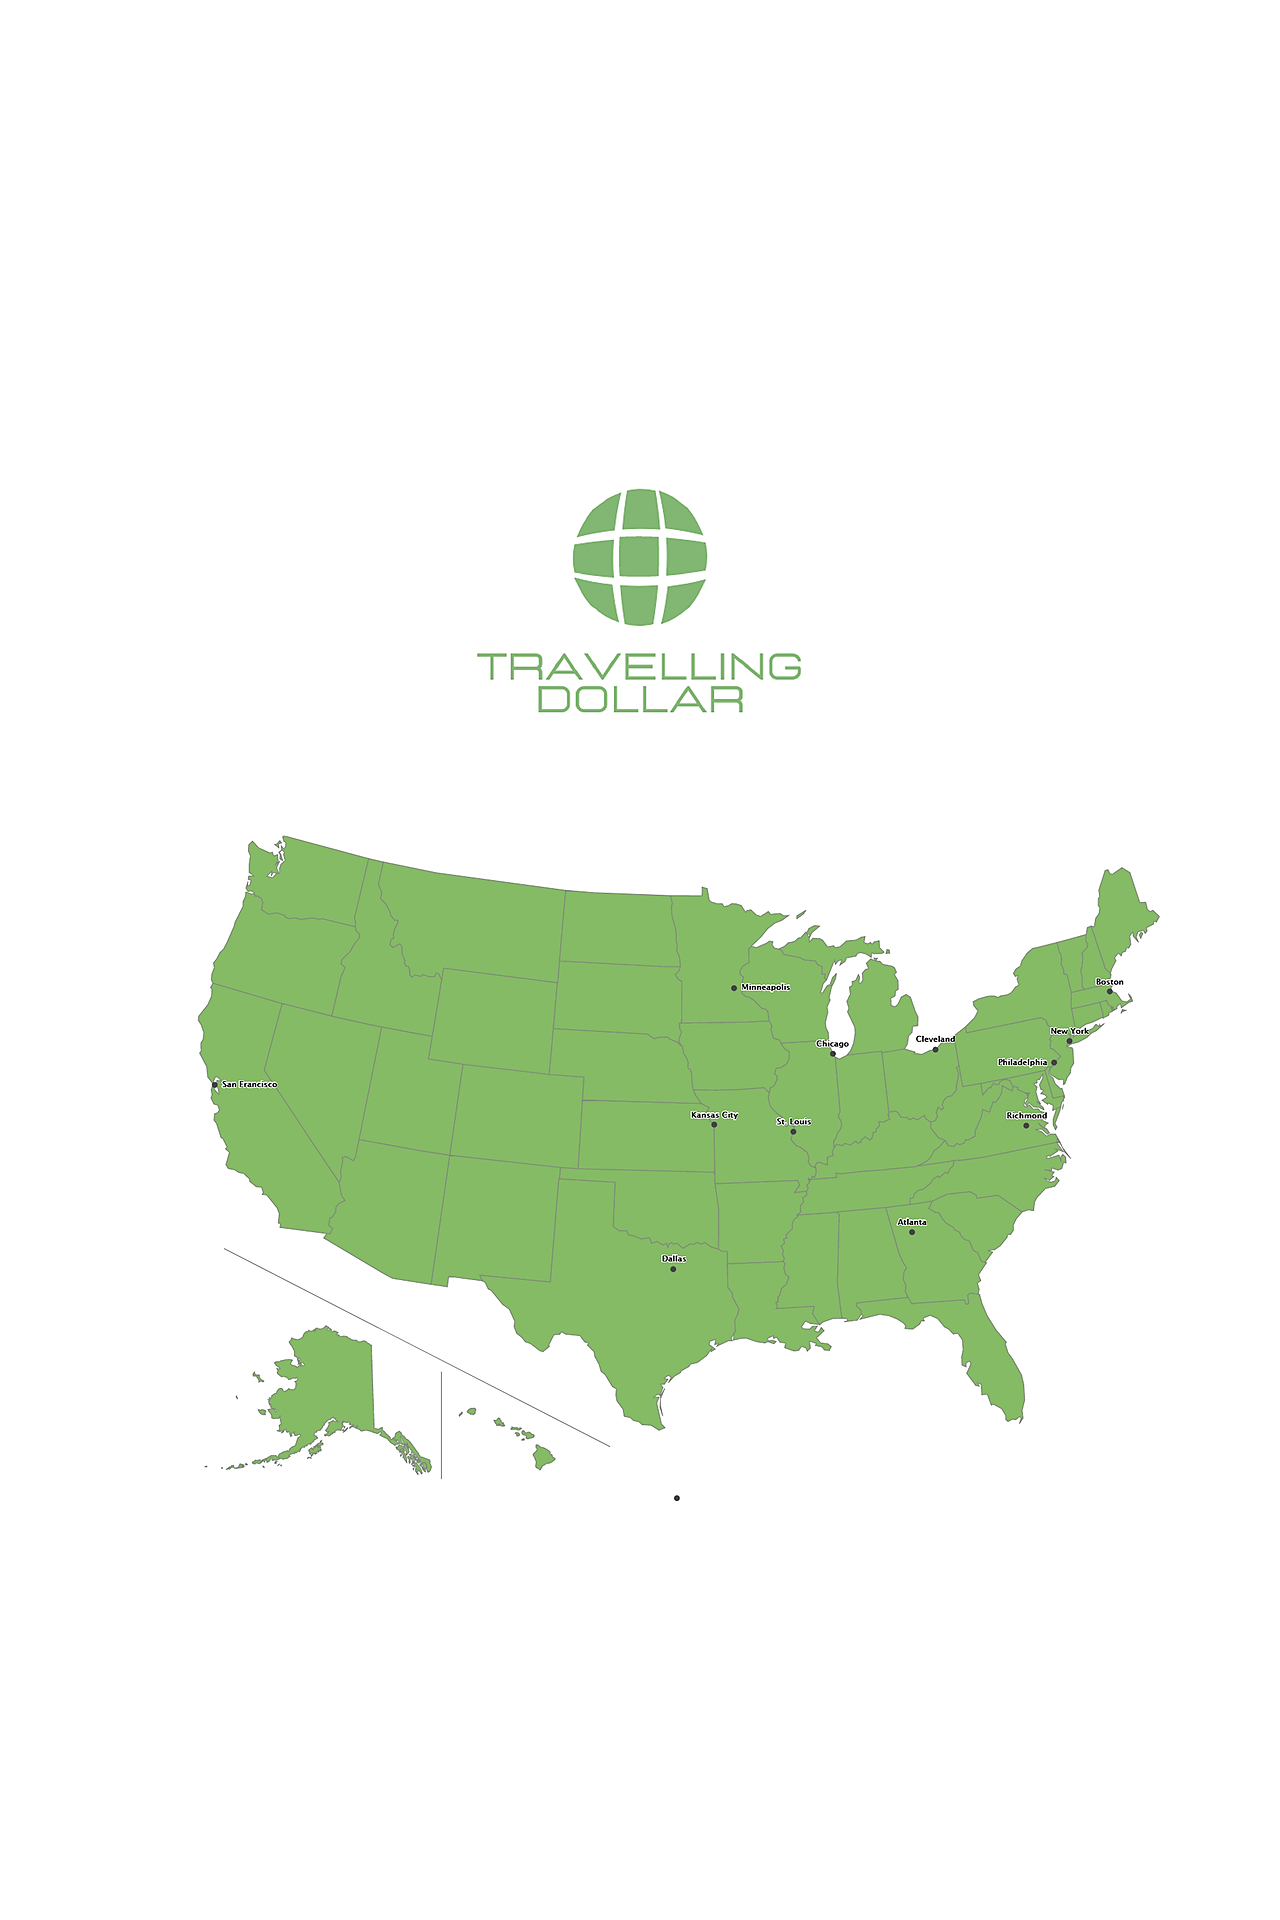 TRAVELLING
DOLLAR
Boston
Minneapolis
New York
Cleveland
Chicago
Philadelphia
San Francisco
Kansas City
Richmond
St. Louis
Atlanta
Dallas